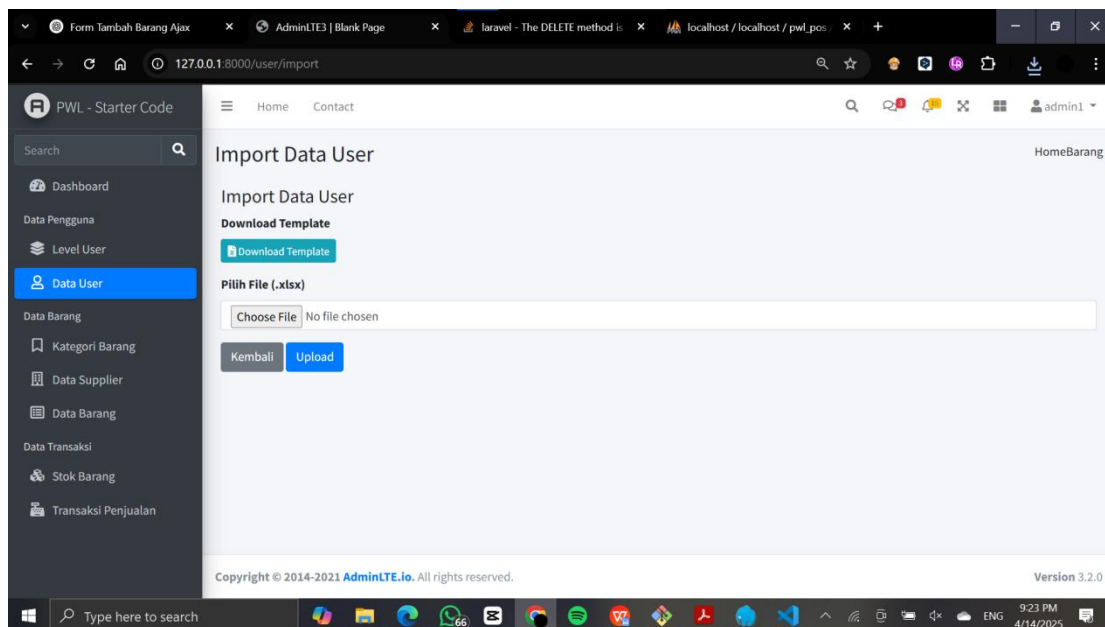 Form Tambah Barang Ajax
AdminLTE3 | Blank Page
laravel - The DELETE method is
localhost / localhost / pwl_pos
127.0.0.1:8000/user/import
PWL - Starter Code
Home Contact
admin1
Search
Import Data User
HomeBarang
Dashboard
Data Pengguna
Level User
Data User
Data Barang
Kategori Barang
Data Supplier
Data Barang
Data Transaksi
Stok Barang
Transaksi Penjualan
Import Data User
Download Template
Download Template
Pilih File (.xlsx)
Choose File No file chosen
Kembali Upload
Copyright © 2014-2021 AdminLTE.io. All rights reserved.
Version 3.2.0
Type here to search
66
ENG
9:23 PM
4/14/2025